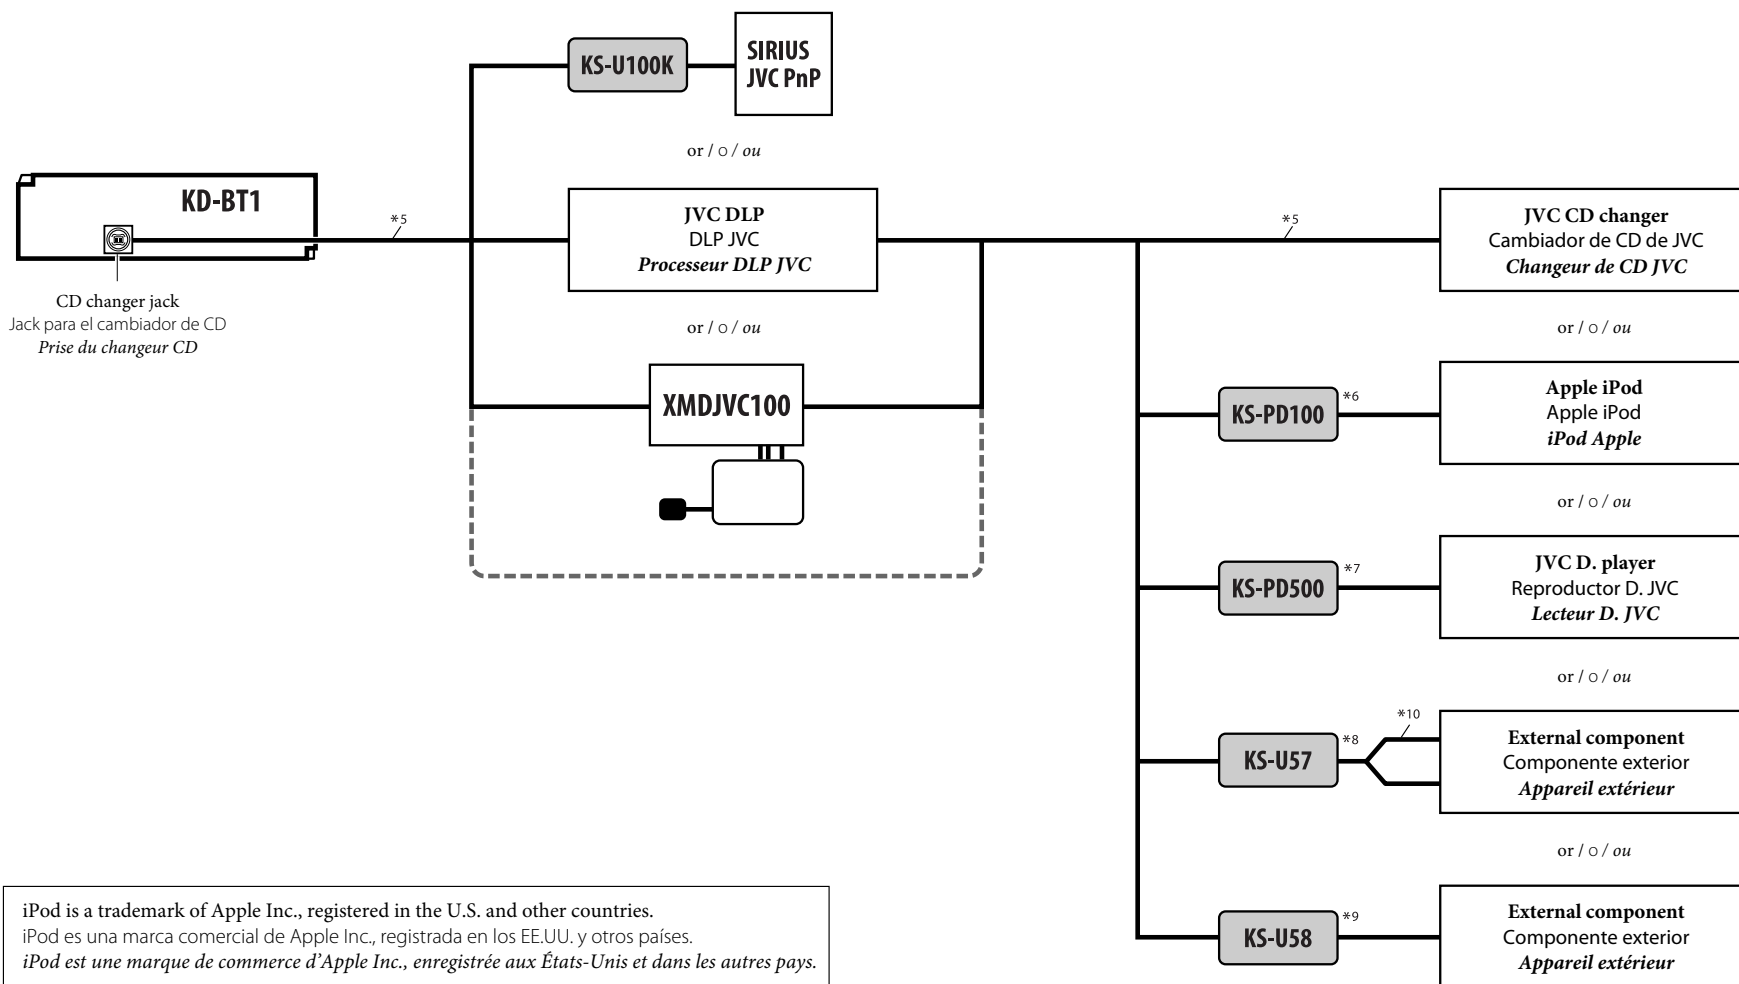 KS-U100K
SIRIUS
JVC PnP
or / o / ou
KD-BT1
*5
CD changer jack
Jack para el cambiador de CD
Prise du changeur CD
JVC DLP
DLP JVC
Processeur DLP JVC
or / o / ou
XMDJVC100
*5
JVC CD changer
Cambiador de CD de JVC
Changeur de CD JVC
or / o / ou
KS-PD100
*6
Apple iPod
Apple iPod
iPod Apple
or / o / ou
KS-PD500
*7
JVC D. player
Reproductor D. JVC
Lecteur D. JVC
or / o / ou
KS-U57
*8
*10
External component
Componente exterior
Appareil extérieur
or / o / ou
KS-U58
*9
External component
Componente exterior
Appareil extérieur
iPod is a trademark of Apple Inc., registered in the U.S. and other countries.
iPod es una marca comercial de Apple Inc., registrada en los EE.UU. y otros países.
iPod est une marque de commerce d’Apple Inc., enregistrée aux États-Unis et dans les autres pays.